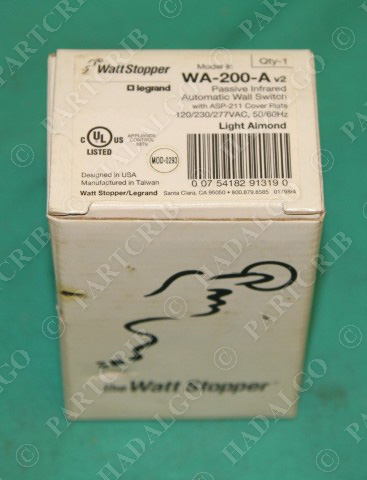 WattStopper
legrand
Model #:
Qty-1
WA-200-A v2
Passive Infrared
Automatic Wall Switch
with ASP-211 Cover Plate
120/230/277VAC, 50/60Hz
Light Almond
C UL US
LISTED
APPLIANCE
CONTROL
MOD-0293
Designed in USA
Manufactured in Taiwan
Watt Stopper/Legrand
Santa Clara, CA 95050 • 800.879.8585
0 07 54182 91319 0
the Watt Stopper
PARTCRIB
HADALGO